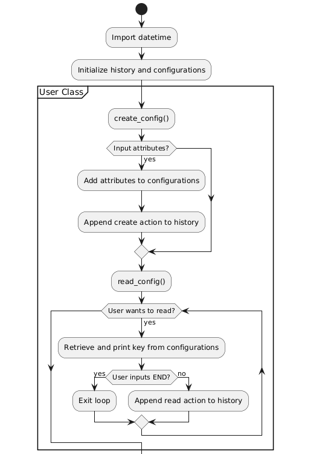 Import datetime
Initialize history and configurations
User Class
create_config()
Input attributes?
yes
Add attributes to configurations
Append create action to history
read_config()
User wants to read?
yes
Retrieve and print key from configurations
yes
User inputs END?
no
Exit loop
Append read action to history